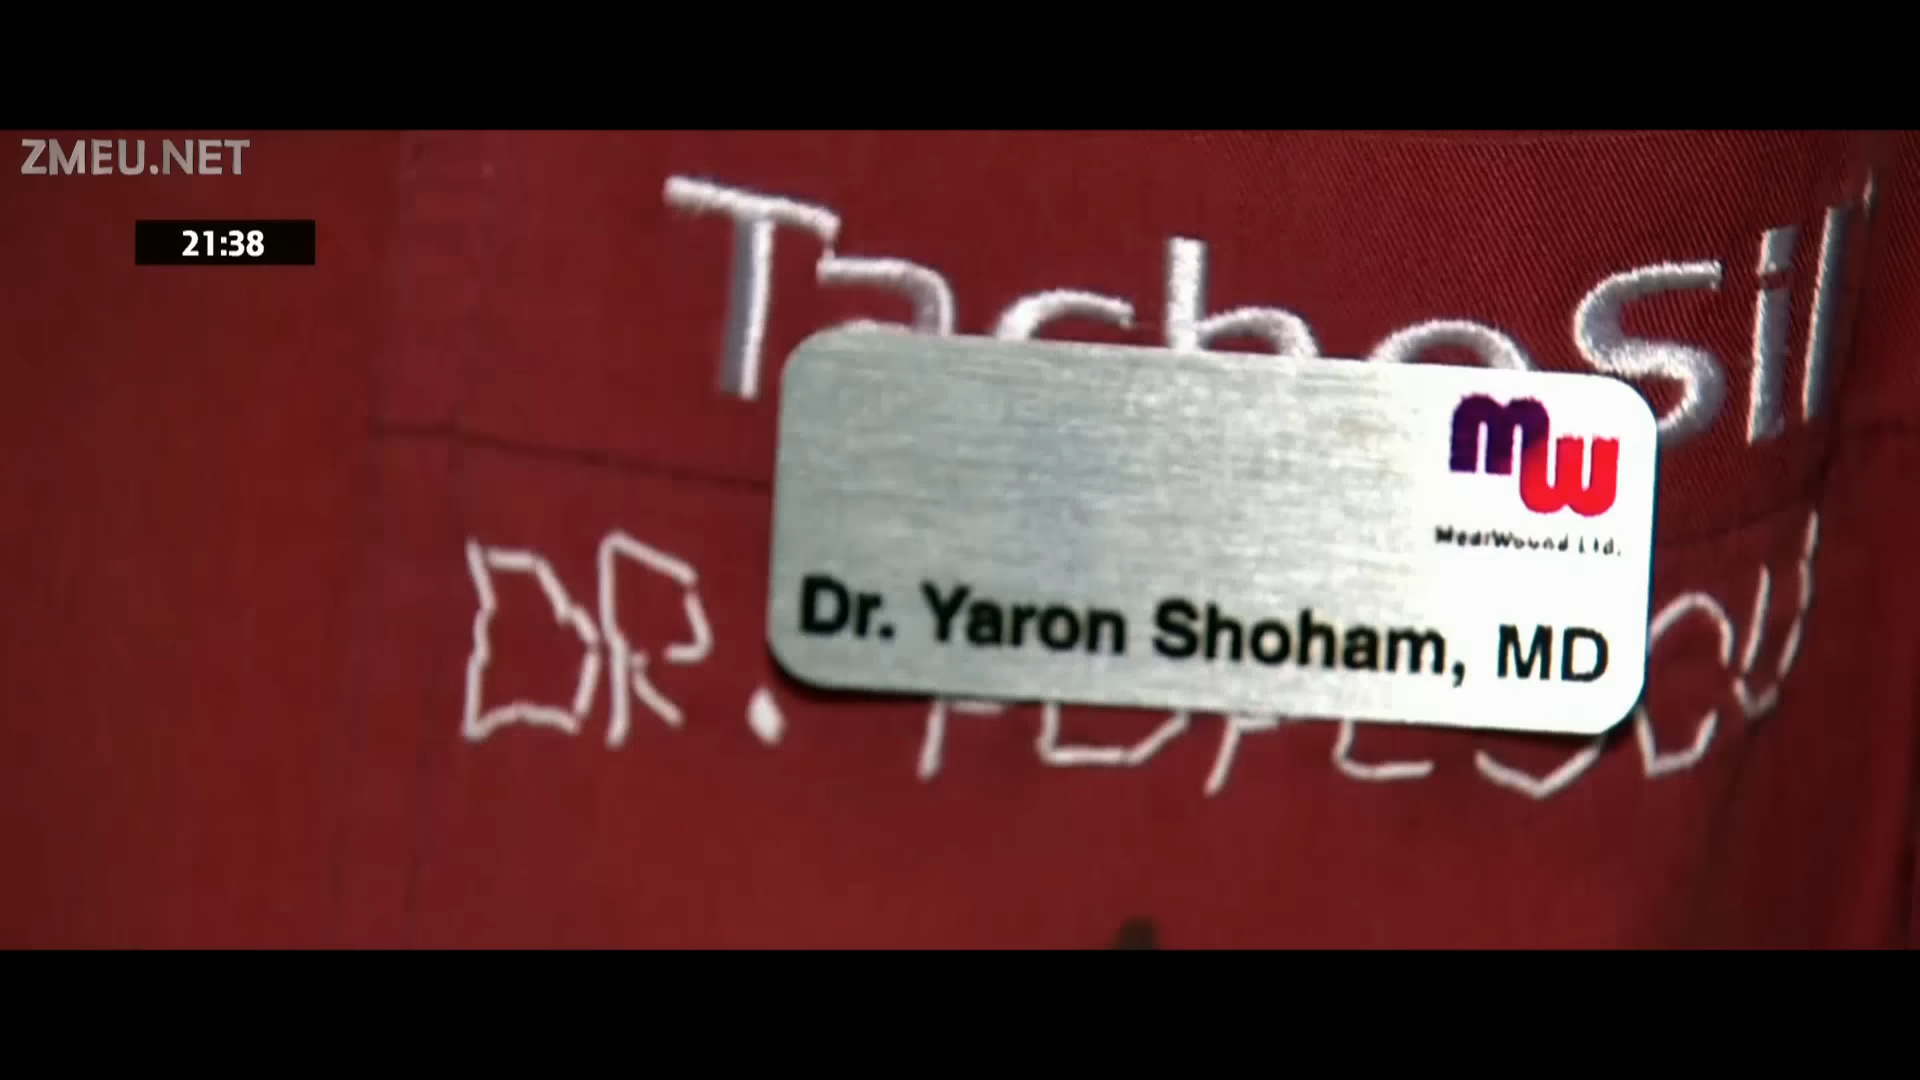 ZMEU.NET
21:38
TachoSil
MW
MediWound Ltd.
Dr. Yaron Shoham, MD
DR.